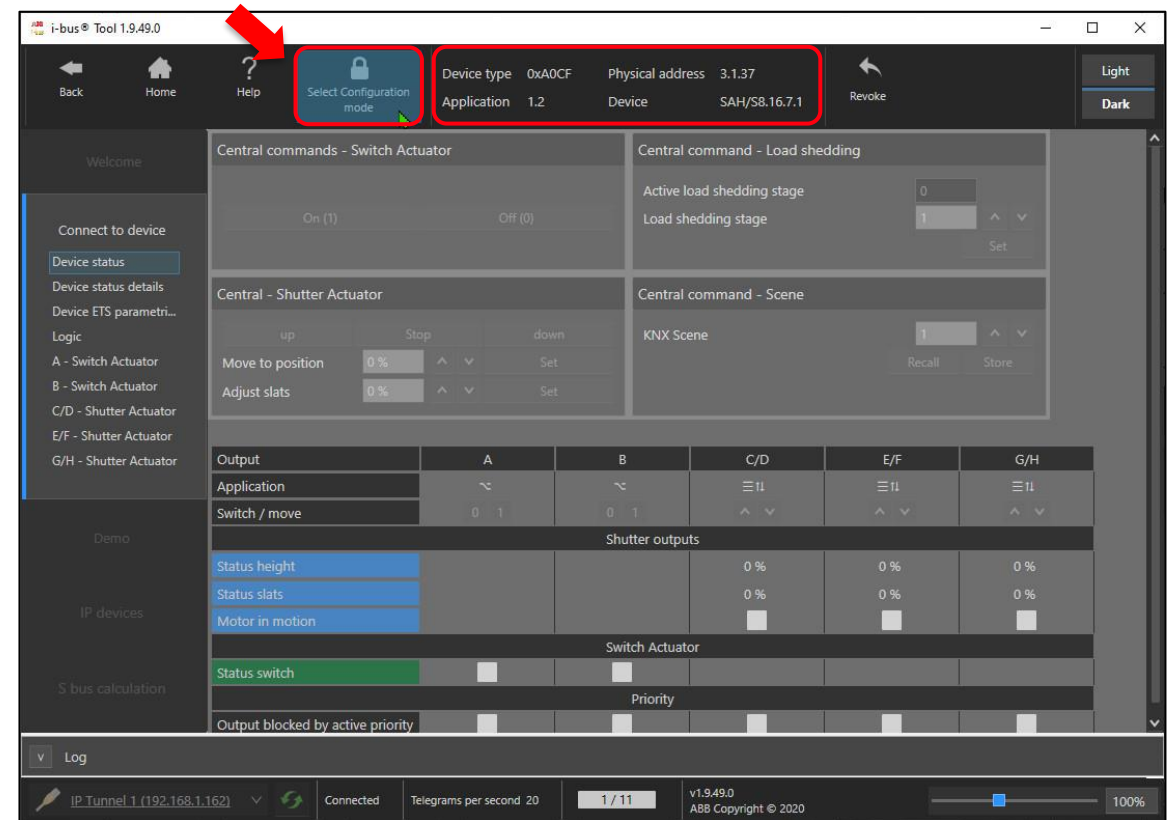 ABB
i-bus® Tool 1.9.49.0
Back
Home
? Help
Select Configuration
mode
Device type 0xA0CF Physical address 3.1.37
Application 1.2 Device SAH/S8.16.7.1
Revoke
Light
Dark
Welcome
Connect to device
Device status
Device status details
Device ETS parametri...
Logic
A - Switch Actuator
B - Switch Actuator
C/D - Shutter Actuator
E/F - Shutter Actuator
G/H - Shutter Actuator
Demo
IP devices
S bus calculation
Central commands - Switch Actuator
On (1) Off (0)
Central command - Load shedding
Active load shedding stage 0
Load shedding stage 1
Set
Central - Shutter Actuator
up Stop down
Move to position 0 % Set
Adjust slats 0 % Set
Central command - Scene
KNX Scene 1
Recall Store
Output A B C/D E/F G/H
Application
Switch / move 0 1 0 1
Shutter outputs
Status height 0 % 0 % 0 %
Status slats 0 % 0 % 0 %
Motor in motion
Switch Actuator
Status switch
Priority
Output blocked by active priority
v Log
IP Tunnel 1 (192.168.1.162) Connected Telegrams per second 20 1 / 11
v1.9.49.0
ABB Copyright © 2020
100%